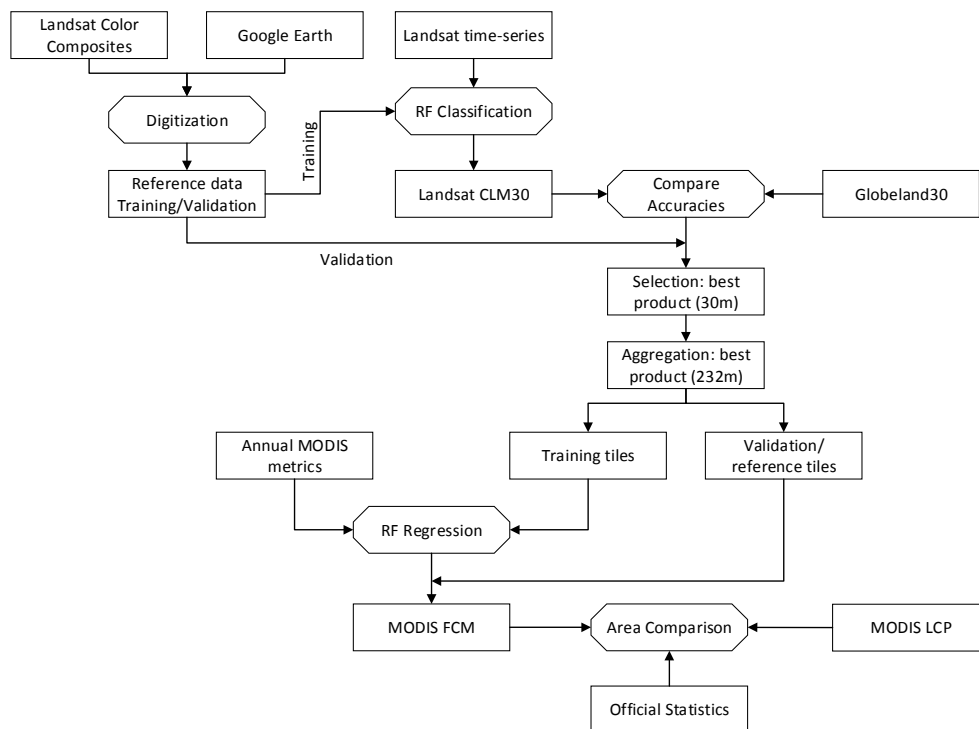 Landsat Color
Composites
Google Earth
Landsat time-series
Digitization
RF Classification
Training
Reference data
Training/Validation
Landsat CLM30
Compare
Accuracies
Globeland30
Validation
Selection: best
product (30m)
Aggregation: best
product (232m)
Annual MODIS
metrics
Training tiles
Validation/
reference tiles
RF Regression
MODIS FCM
Area Comparison
MODIS LCP
Official Statistics